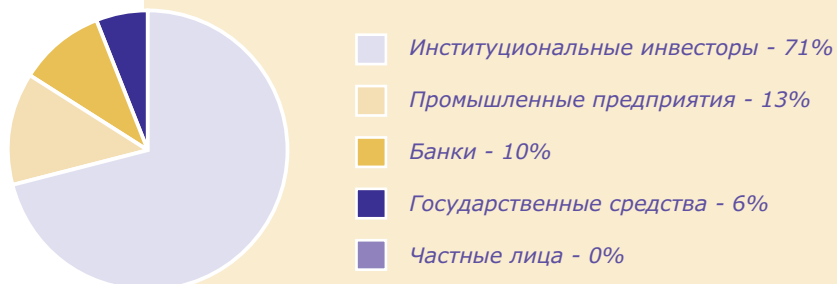 Институциональные инвесторы - 71%
Промышленные предприятия - 13%
Банки - 10%
Государственные средства - 6%
Частные лица - 0%